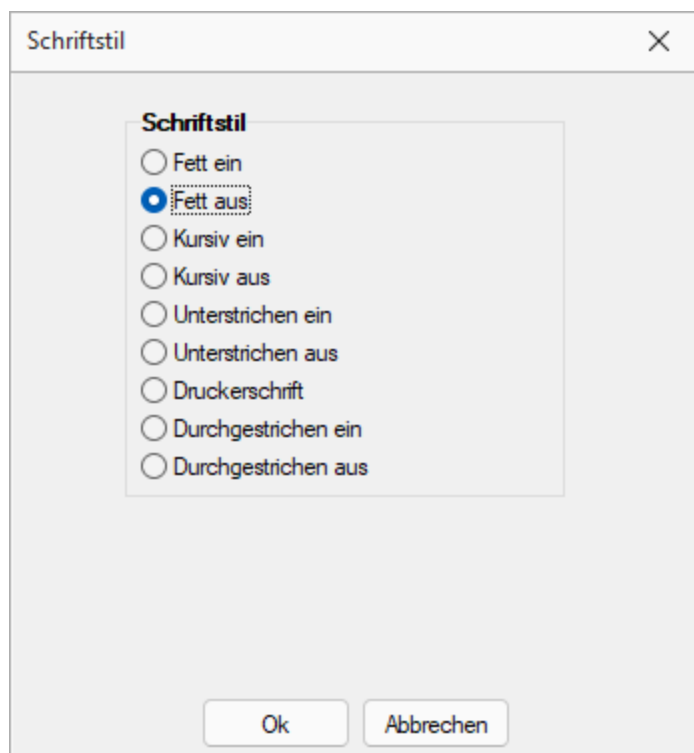 Schriftstil
Schriftstil
Fett ein
Fett aus
Kursiv ein
Kursiv aus
Unterstrichen ein
Unterstrichen aus
Druckerschrift
Durchgestrichen ein
Durchgestrichen aus
Ok Abbrechen